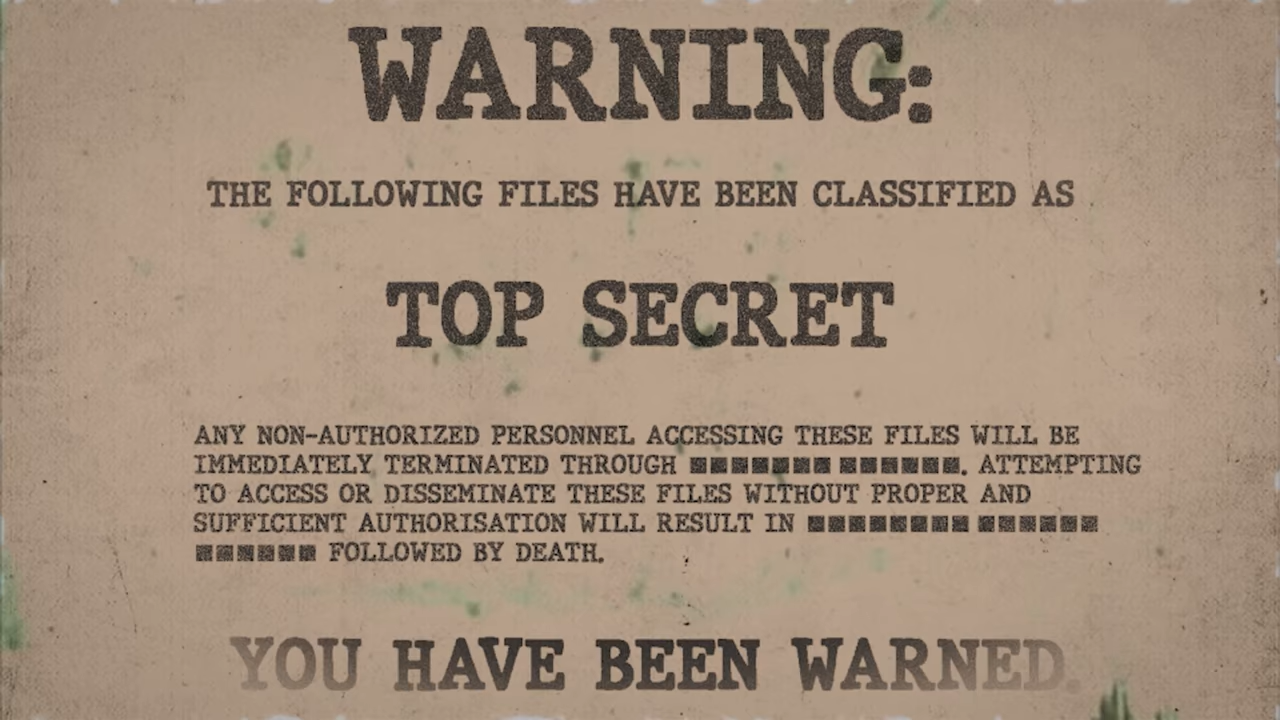 WARNING:
THE FOLLOWING FILES HAVE BEEN CLASSIFIED AS
TOP SECRET
ANY NON-AUTHORIZED PERSONNEL ACCESSING THESE FILES WILL BE
IMMEDIATELY TERMINATED THROUGH ■■■■■■■ ■■■■■■. ATTEMPTING
TO ACCESS OR DISSEMINATE THESE FILES WITHOUT PROPER AND
SUFFICIENT AUTHORISATION WILL RESULT IN ■■■■■■■■ ■■■■■■
■■■■■■ FOLLOWED BY DEATH.
YOU HAVE BEEN WARNED.